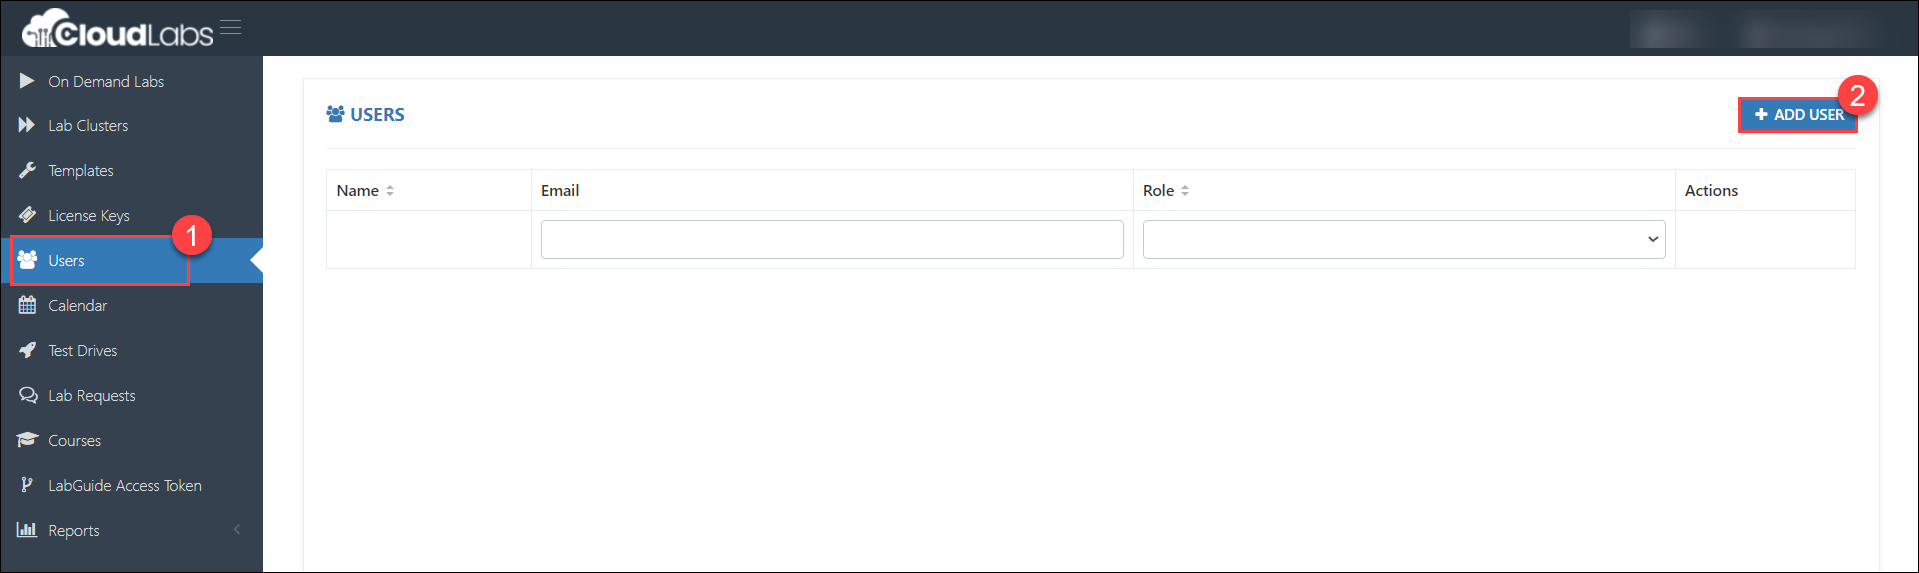 CloudLabs
On Demand Labs
Lab Clusters
Templates
License Keys
1
Users
Calendar
Test Drives
Lab Requests
Courses
LabGuide Access Token
Reports
USERS
2
ADD USER
Name Email Role Actions